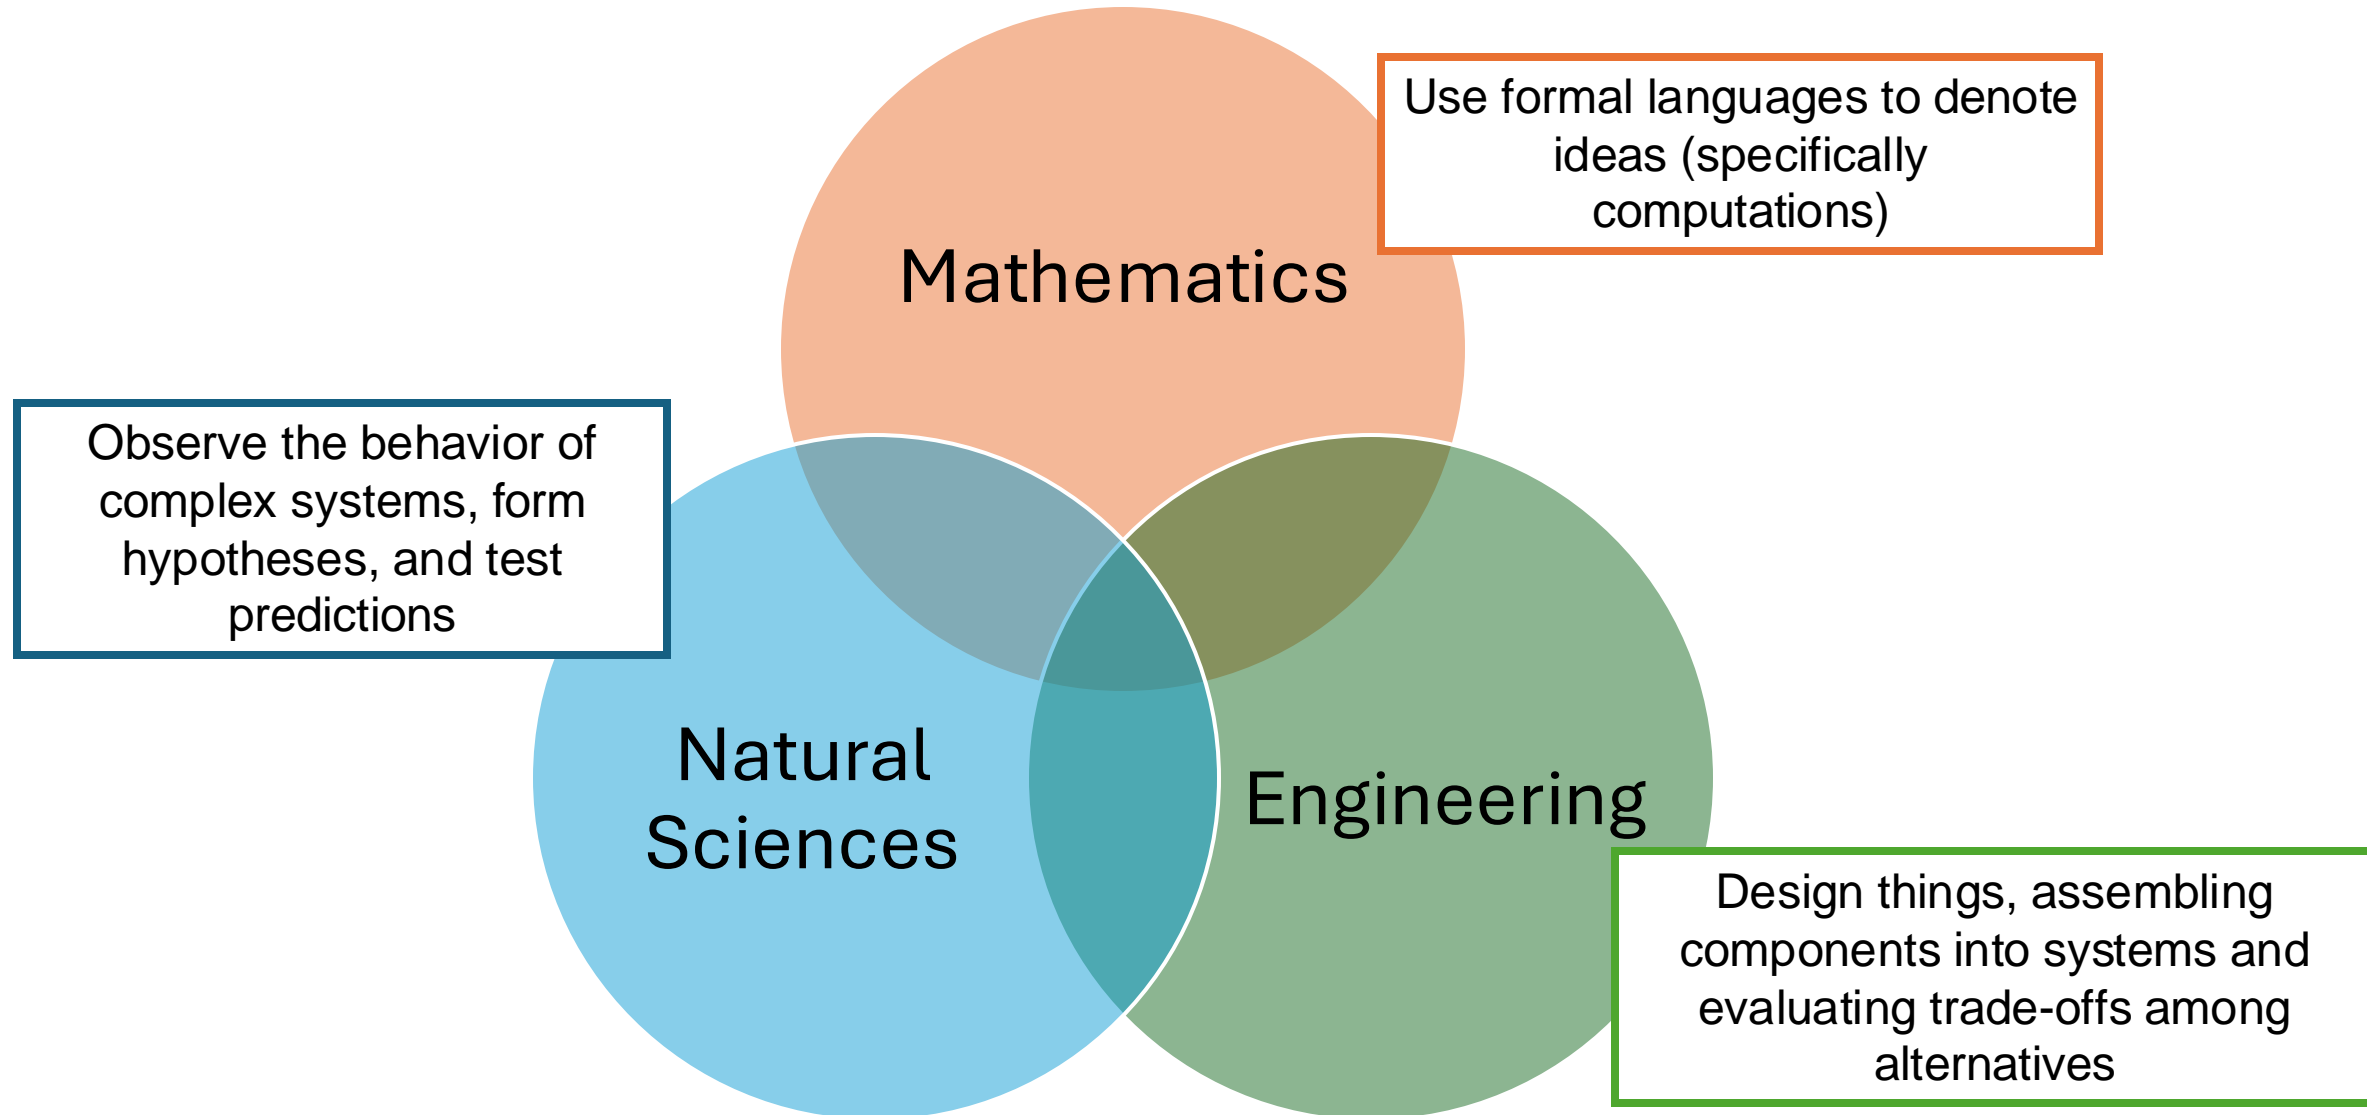 Use formal languages to denote
ideas (specifically
computations)
Mathematics
Observe the behavior of
complex systems, form
hypotheses, and test
predictions
Natural
Sciences
Engineering
Design things, assembling
components into systems and
evaluating trade-offs among
alternatives